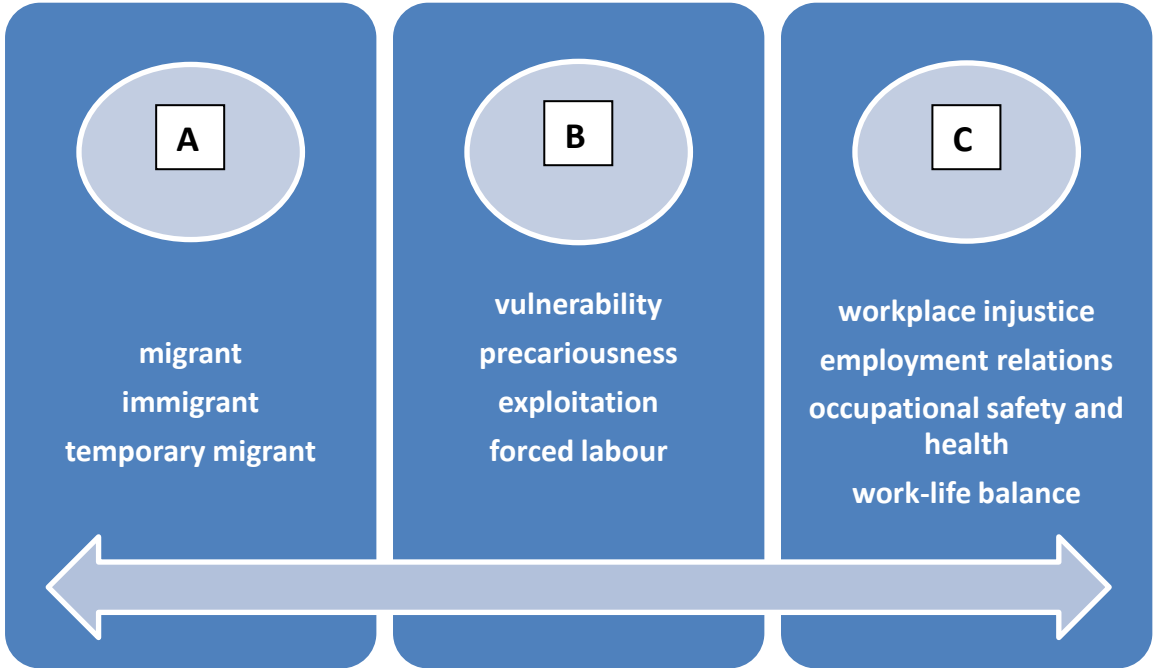 A
migrant
immigrant
temporary migrant
B
vulnerability
precariousness
exploitation
forced labour
C
workplace injustice
employment relations
occupational safety and
health
work-life balance